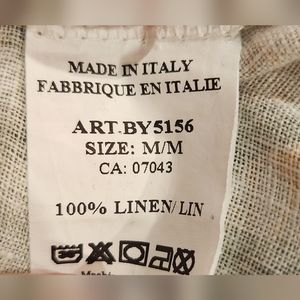 MADE IN ITALY
FABBRIQUE EN ITALIE
ART.BY5156
SIZE: M/M
CA: 07043
100% LINEN/LIN